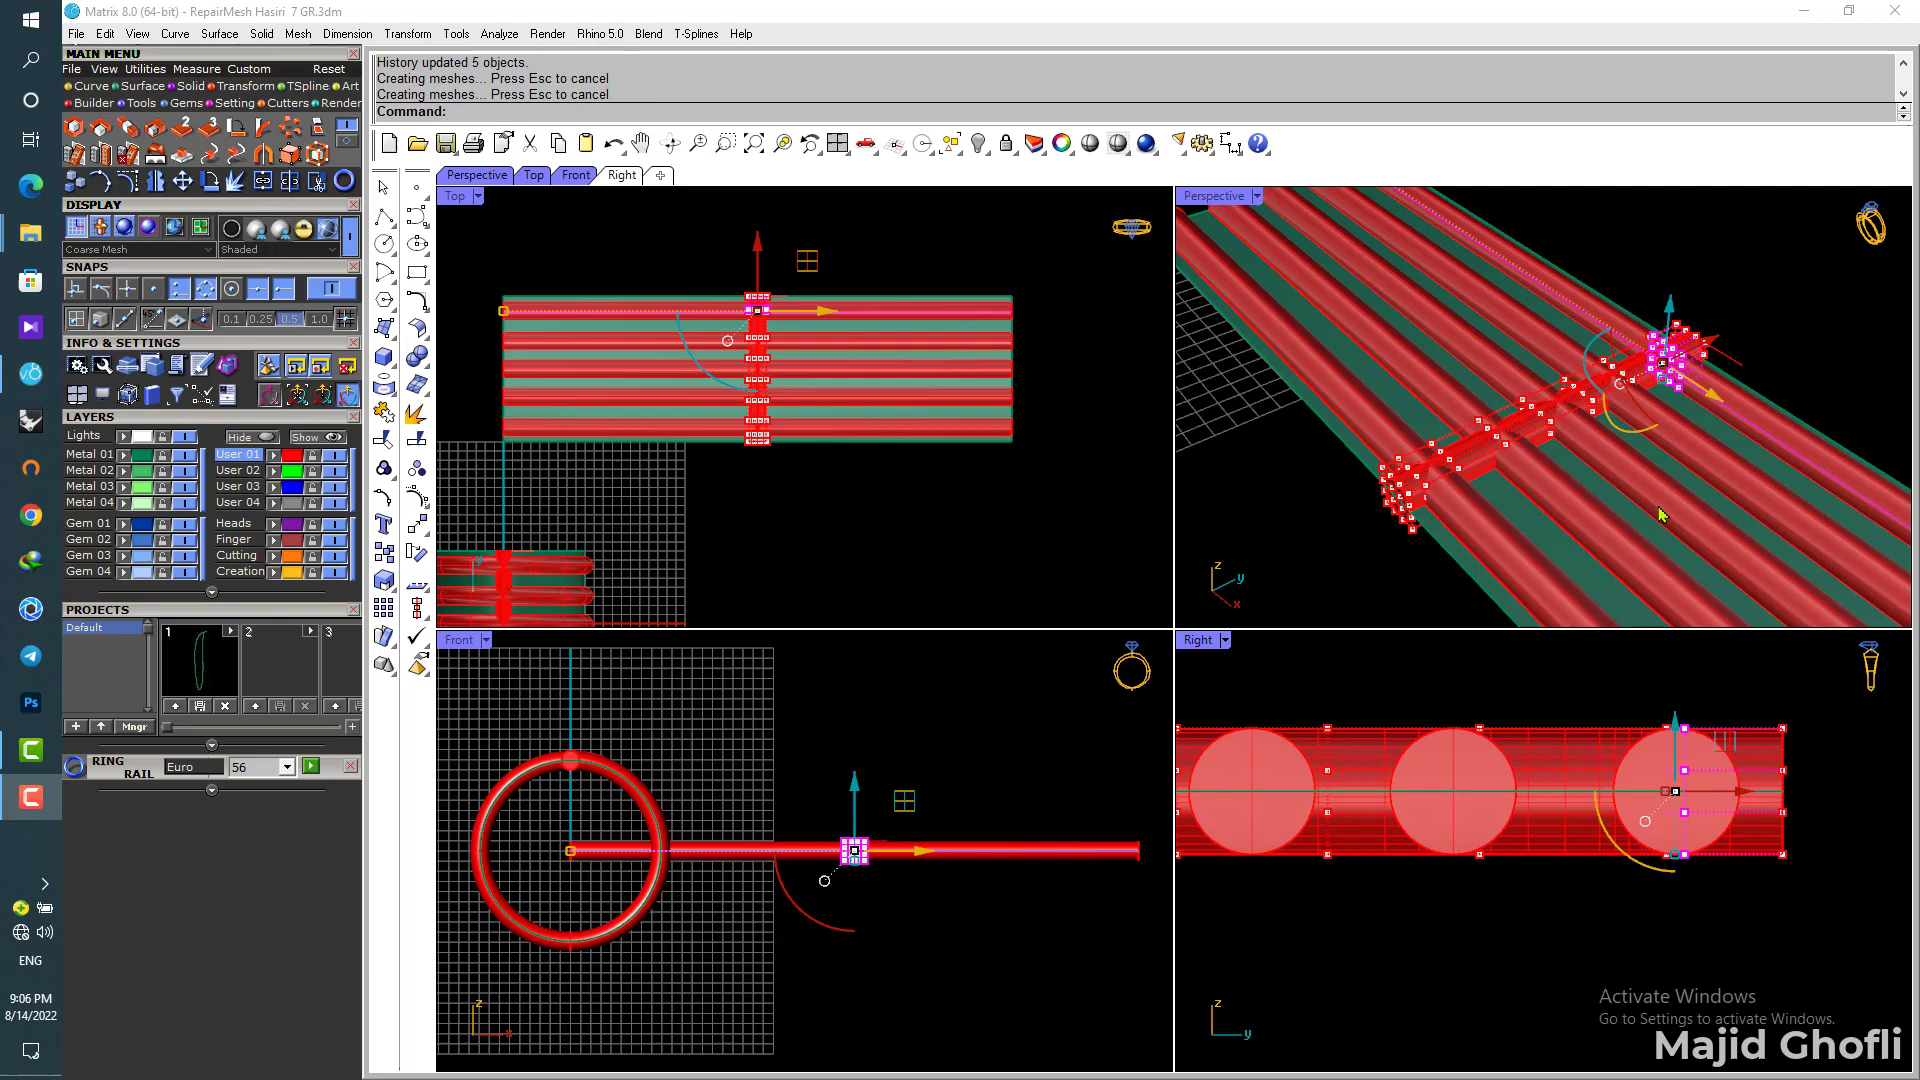 Matrix 8.0 (64-bit) - RepairMesh Hasiri  7 GR.3dm
File Edit View Curve Surface Solid Mesh Dimension Transform Tools Analyze Render Rhino 5.0 Blend T-Splines Help
MAIN MENU
File View Utilities Measure Custom Reset
Curve Surface Solid Transform TSpline Art
Builder Tools Gems Setting Cutters Render
History updated 5 objects.
Creating meshes... Press Esc to cancel
Creating meshes... Press Esc to cancel
Command:
Perspective Top Front Right
DISPLAY
Coarse Mesh Shaded
SNAPS
0.1 0.25 0.5 1.0
INFO & SETTINGS
LAYERS
Lights Hide Show
Metal 01 User 01
Metal 02 User 02
Metal 03 User 03
Metal 04 User 04
Gem 01 Heads
Gem 02 Finger
Gem 03 Cutting
Gem 04 Creation
PROJECTS
Default 1 2 3
Mngr
RING RAIL Euro 56
Top
y
Perspective
z
y
x
Front
z
x
Right
z
y
ENG
9:06 PM
8/14/2022
Activate Windows
Go to Settings to activate Windows.
Majid Ghofli